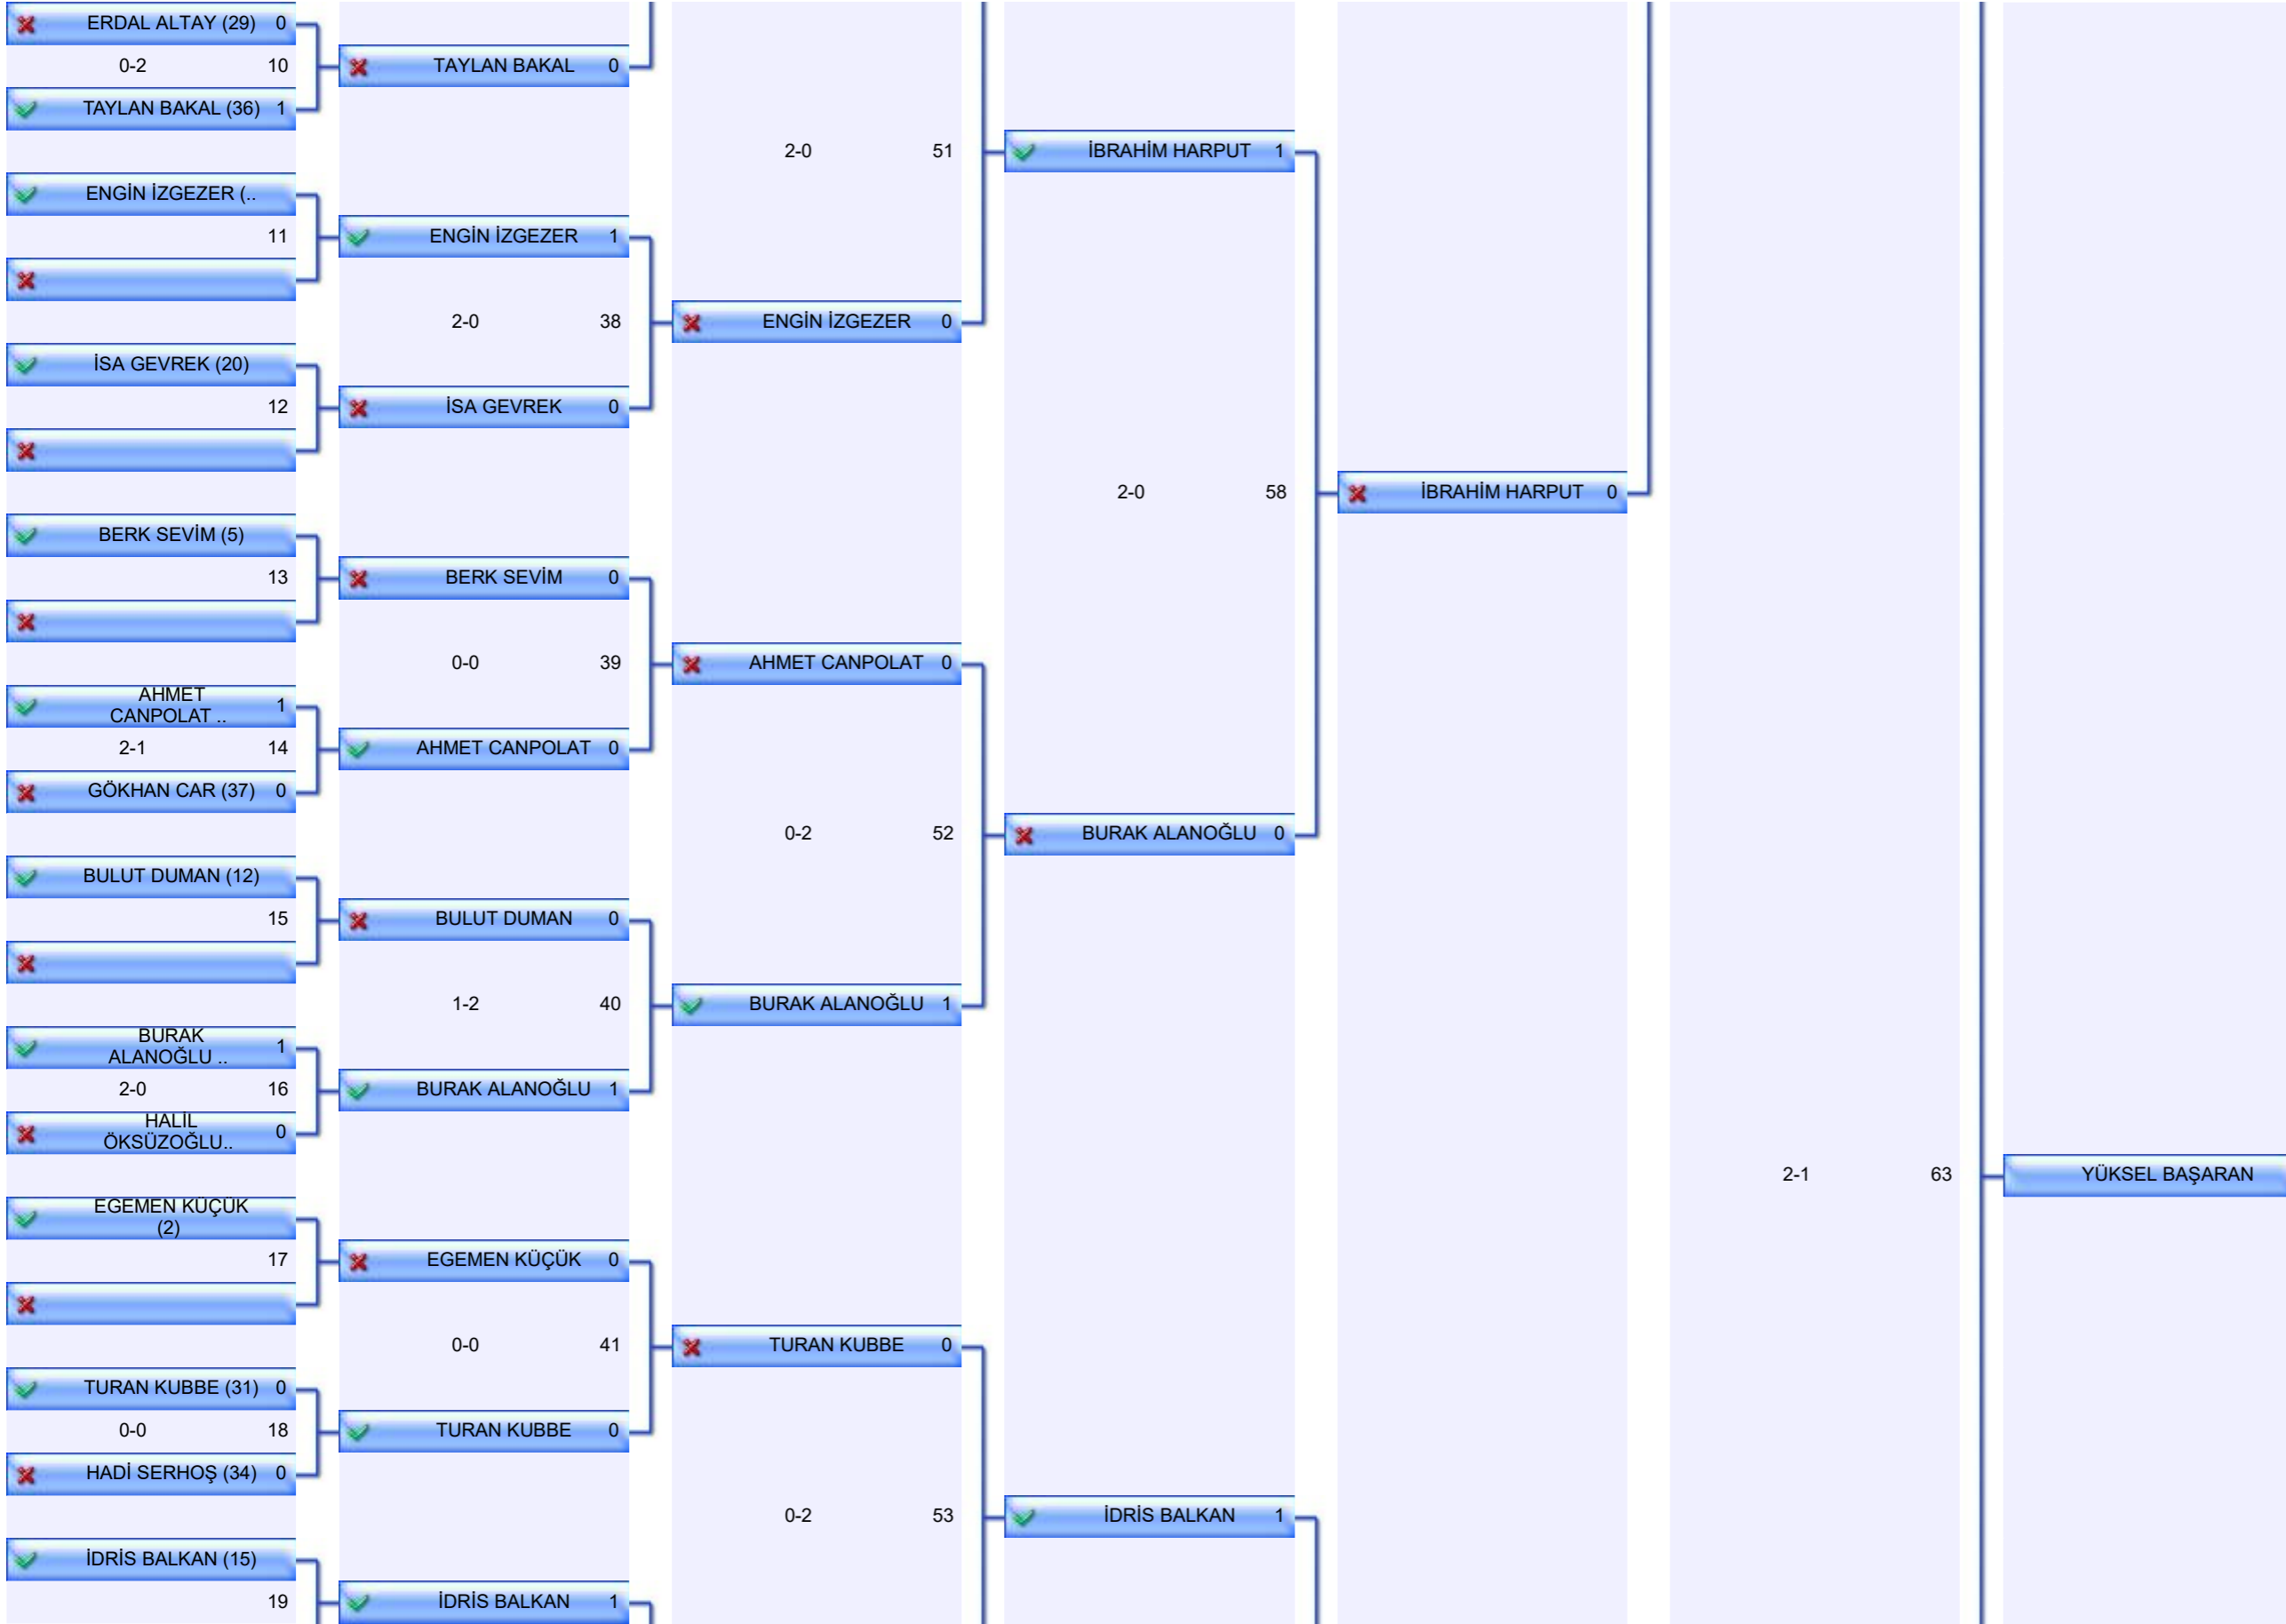 ERDAL ALTAY (29) 0
0-2 10
TAYLAN BAKAL (36) 1
ENGİN İZGEZER (..
11
İSA GEVREK (20)
12
BERK SEVİM (5)
13
AHMET
CANPOLAT .. 1
2-1 14
GÖKHAN CAR (37) 0
BULUT DUMAN (12)
15
BURAK
ALANOĞLU .. 1
2-0 16
HALİL
ÖKSÜZOĞLU.. 0
EGEMEN KÜÇÜK
(2)
17
TURAN KUBBE (31) 0
0-0 18
HADİ SERHOŞ (34) 0
İDRİS BALKAN (15)
19
TAYLAN BAKAL 0
ENGİN İZGEZER 1
2-0 38
İSA GEVREK 0
BERK SEVİM 0
0-0 39
AHMET CANPOLAT 0
BULUT DUMAN 0
1-2 40
BURAK ALANOĞLU 1
EGEMEN KÜÇÜK 0
0-0 41
TURAN KUBBE 0
İDRİS BALKAN 1
2-0 51
ENGİN İZGEZER 0
AHMET CANPOLAT 0
0-2 52
BURAK ALANOĞLU 1
TURAN KUBBE 0
0-2 53
İBRAHİM HARPUT 1
2-0 58
BURAK ALANOĞLU 0
İDRİS BALKAN 1
İBRAHİM HARPUT 0
2-1 63
YÜKSEL BAŞARAN